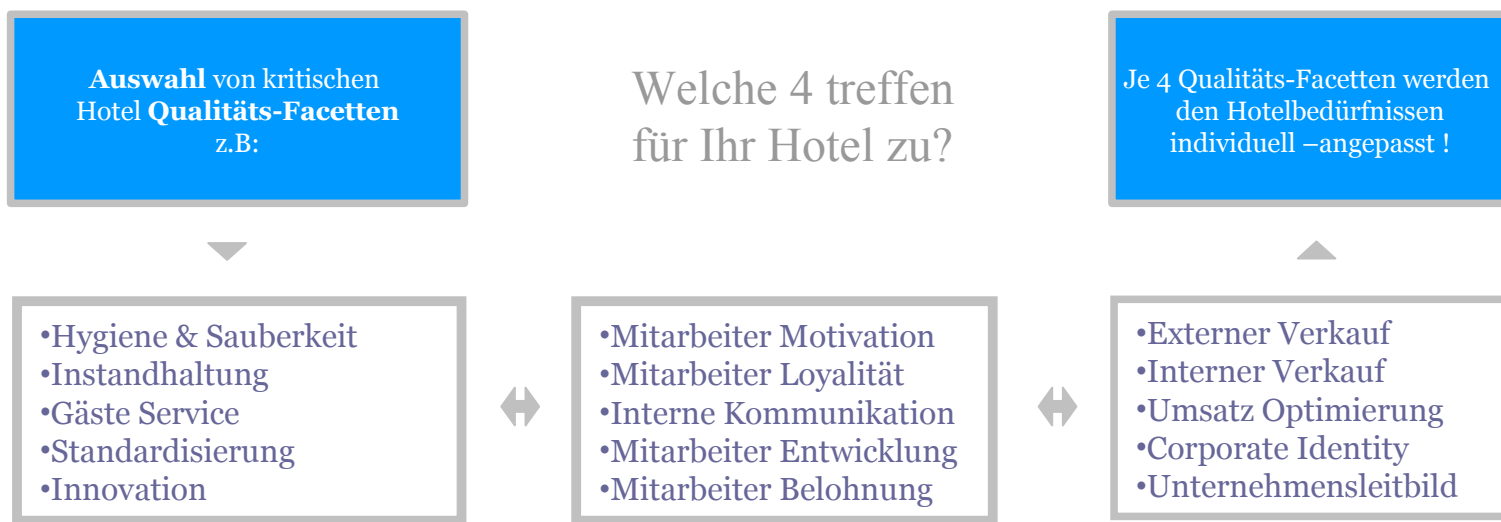 Auswahl von kritischen
Hotel Qualitäts-Facetten
z.B:
Welche 4 treffen
für Ihr Hotel zu?
Je 4 Qualitäts-Facetten werden
den Hotelbedürfnissen
individuell –angepasst !
•Hygiene & Sauberkeit
•Instandhaltung
•Gäste Service
•Standardisierung
•Innovation
•Mitarbeiter Motivation
•Mitarbeiter Loyalität
•Interne Kommunikation
•Mitarbeiter Entwicklung
•Mitarbeiter Belohnung
•Externer Verkauf
•Interner Verkauf
•Umsatz Optimierung
•Corporate Identity
•Unternehmensleitbild